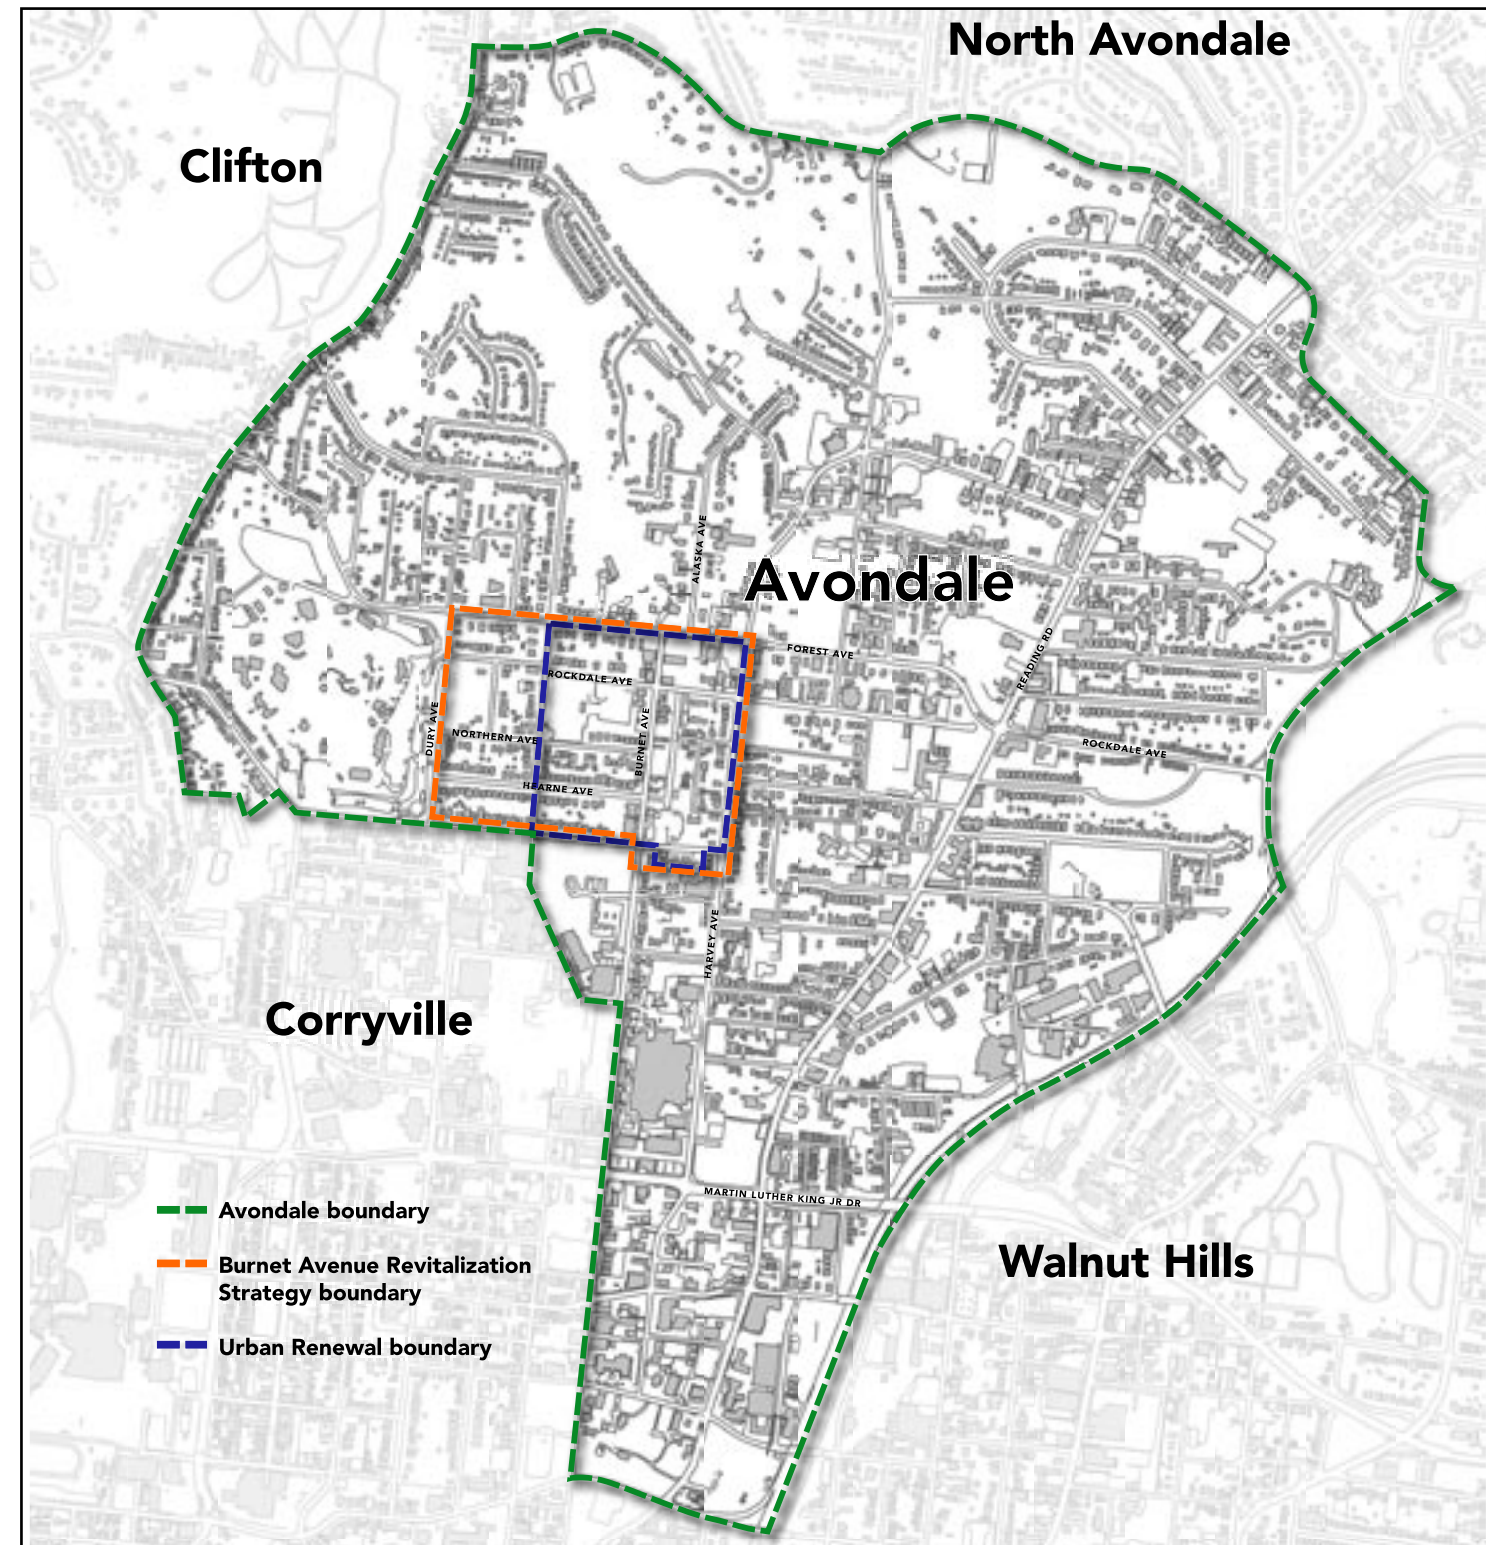 North Avondale
Clifton
ALASKA AVE
Avondale
FOREST AVE
READING RD
ROCKDALE AVE
DURY AVE
NORTHERN AVE
BURNET AVE
ROCKDALE AVE
HEARNE AVE
HARVEY AVE
Corryville
MARTIN LUTHER KING JR DR
Walnut Hills
Avondale boundary
Burnet Avenue Revitalization
Strategy boundary
Urban Renewal boundary